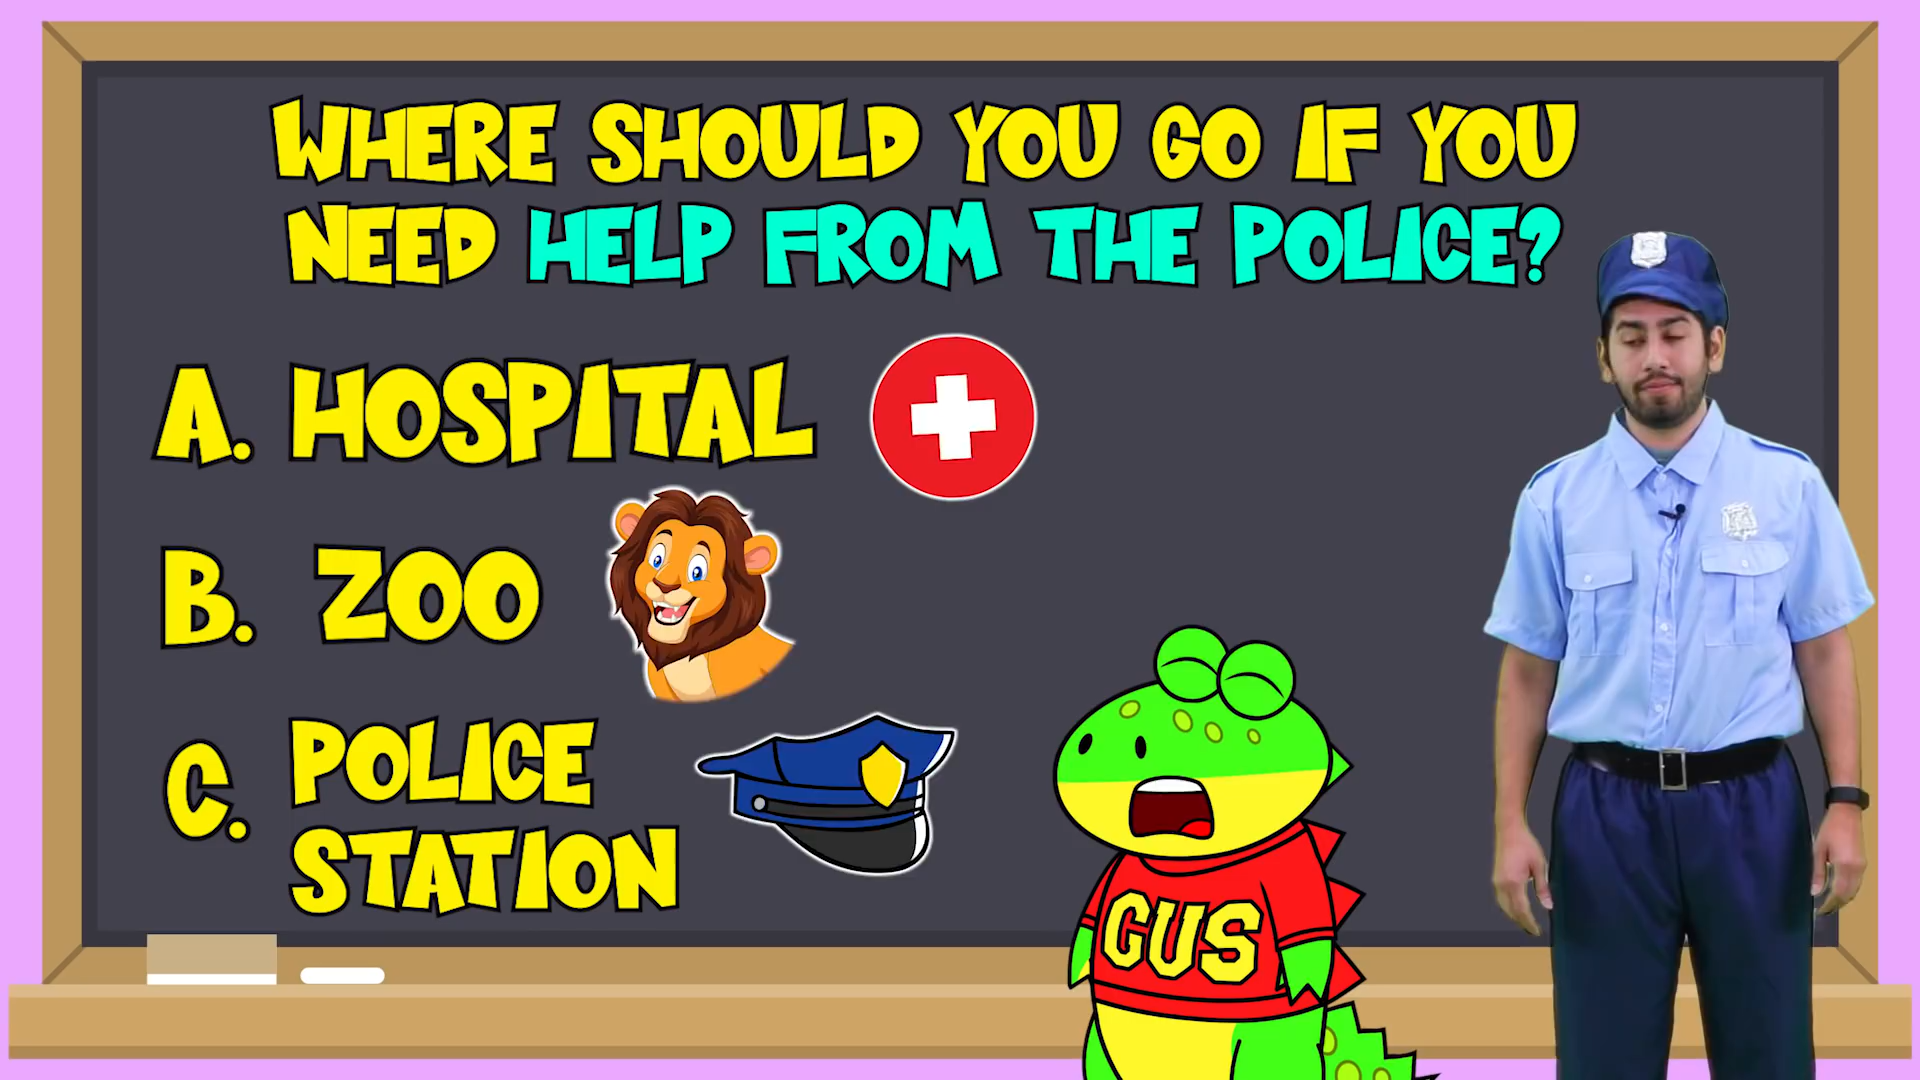 WHERE SHOULD YOU GO IF YOU
NEED HELP FROM THE POLICE?
A. HOSPITAL
B. ZOO
C. POLICE
STATION
GUS